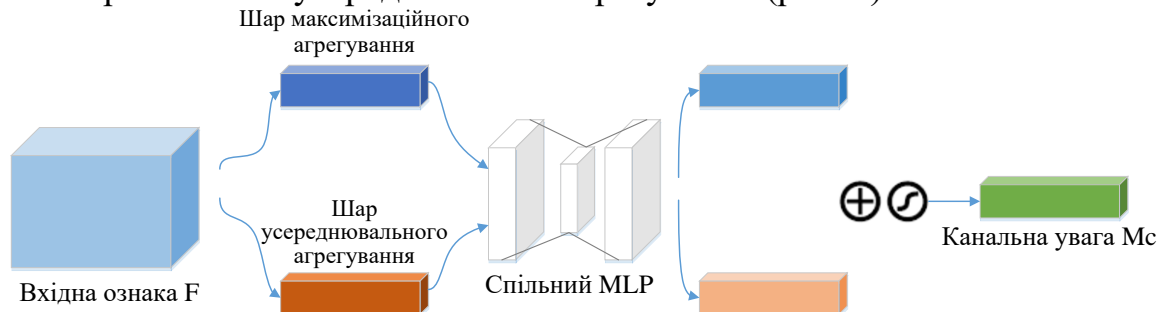 Шар максимізаційного
агрегування
Шар
усереднювального
агрегування
Вхідна ознака F
Спільний MLP
Канальна увага Mc